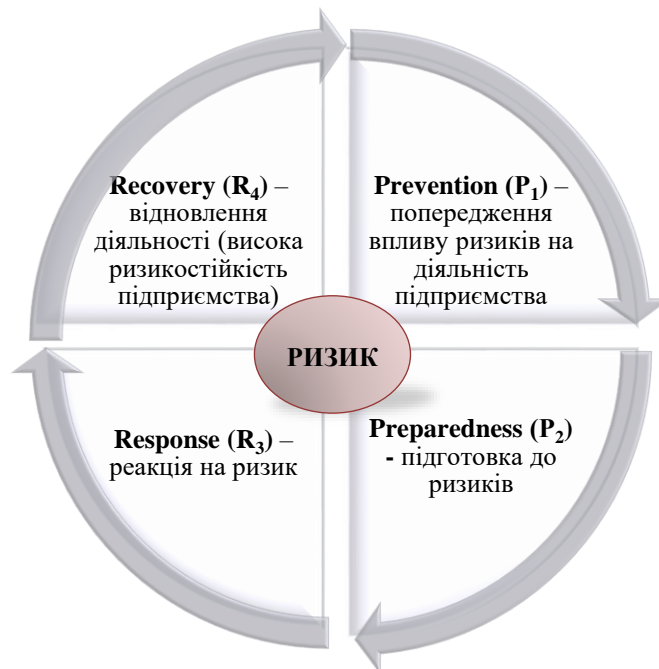 Recovery (R4) –
відновлення
діяльності (висока
ризикостійкість
підприємства)
Prevention (P1) –
попередження
впливу ризиків на
діяльність
підприємства
РИЗИК
Response (R3) –
реакція на ризик
Preparedness (P2)
- підготовка до
ризиків